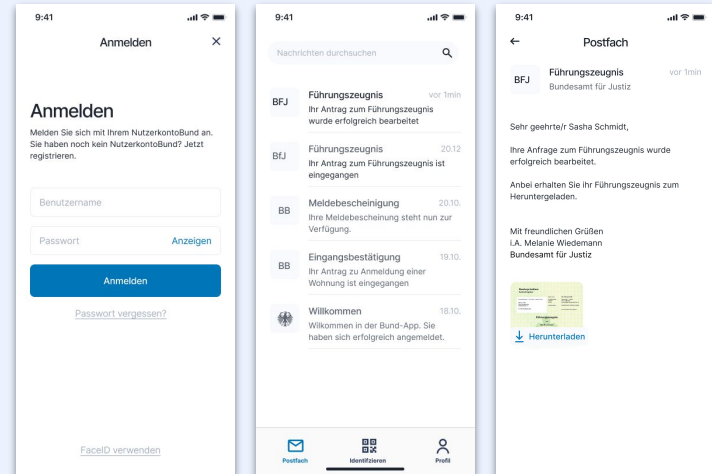 9:41
Anmelden
Anmelden
Melden Sie sich mit Ihrem NutzerkontoBund an.
Sie haben noch kein NutzerkontoBund? Jetzt
registrieren.
Benutzername
Passwort
Anzeigen
Anmelden
Passwort vergessen?
FaceID verwenden
9:41
Nachrichten durchsuchen
BFJ
Führungszeugnis
vor 1min
Ihr Antrag zum Führungszeugnis
wurde erfolgreich bearbeitet
BfJ
Führungszeugnis
20.12
Ihr Antrag zum Führungszeugnis ist
eingegangen
BB
Meldebescheinigung
20.10.
Ihre Meldebescheinung steht nun zur
Verfügung.
BB
Eingangsbestätigung
19.10.
Ihr Antrag zu Anmeldung einer
Wohnung ist eingegangen
Willkommen
18.10.
Wilkommen in der Bund-App. Sie
haben sich erfolgreich angemeldet.
Postfach
Identifzieren
Profil
9:41
Postfach
BFJ
Führungszeugnis
vor 1min
Bundesamt für Justiz
Sehr geehrte/r Sasha Schmidt,
Ihre Anfrage zum Führungszeugnis wurde
erfolgreich bearbeitet.
Anbei erhalten Sie ihr Führungszeugnis zum
Heruntergeladen.
Mit freundlichen Grüßen
i.A. Melanie Wiedemann
Bundesamt für Justiz
Führungszeugnis
Herunterladen